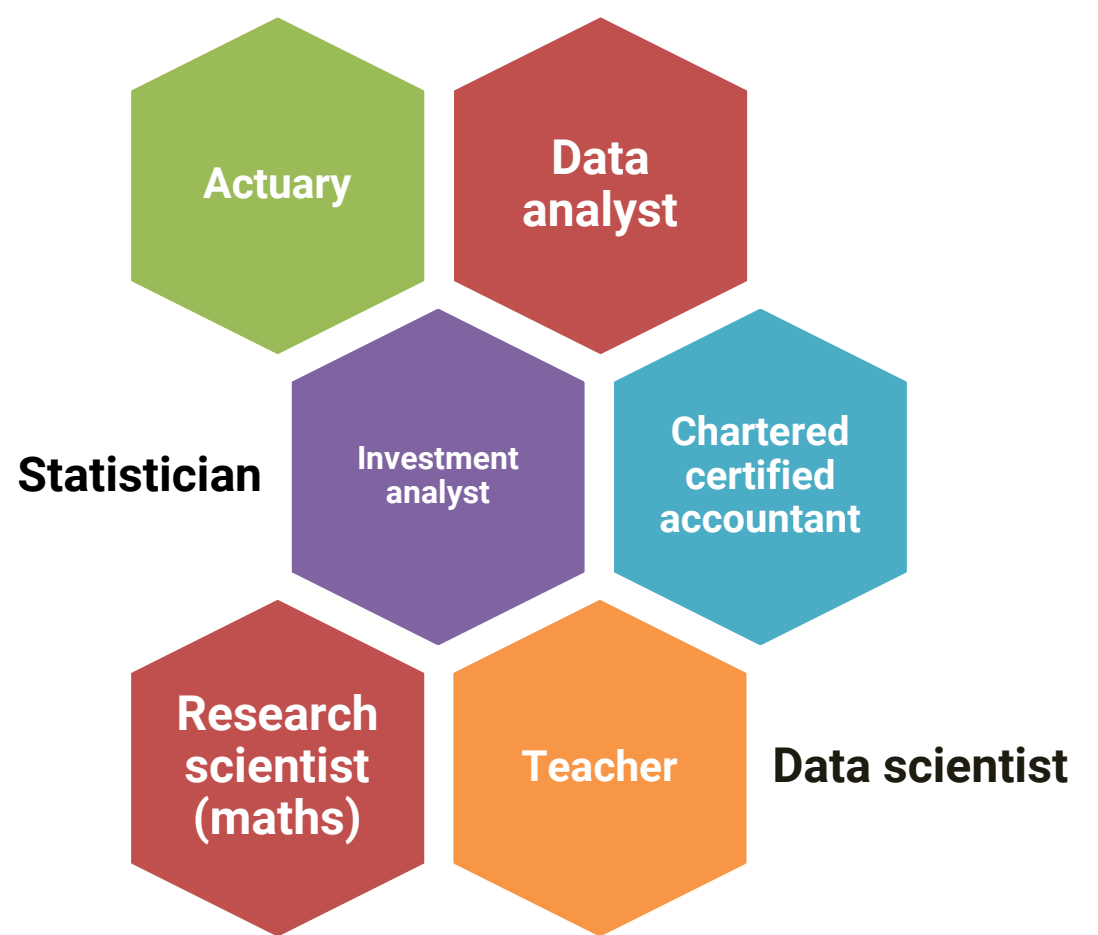 Actuary
Data
analyst
Statistician
Investment
analyst
Chartered
certified
accountant
Research
scientist
(maths)
Teacher
Data scientist